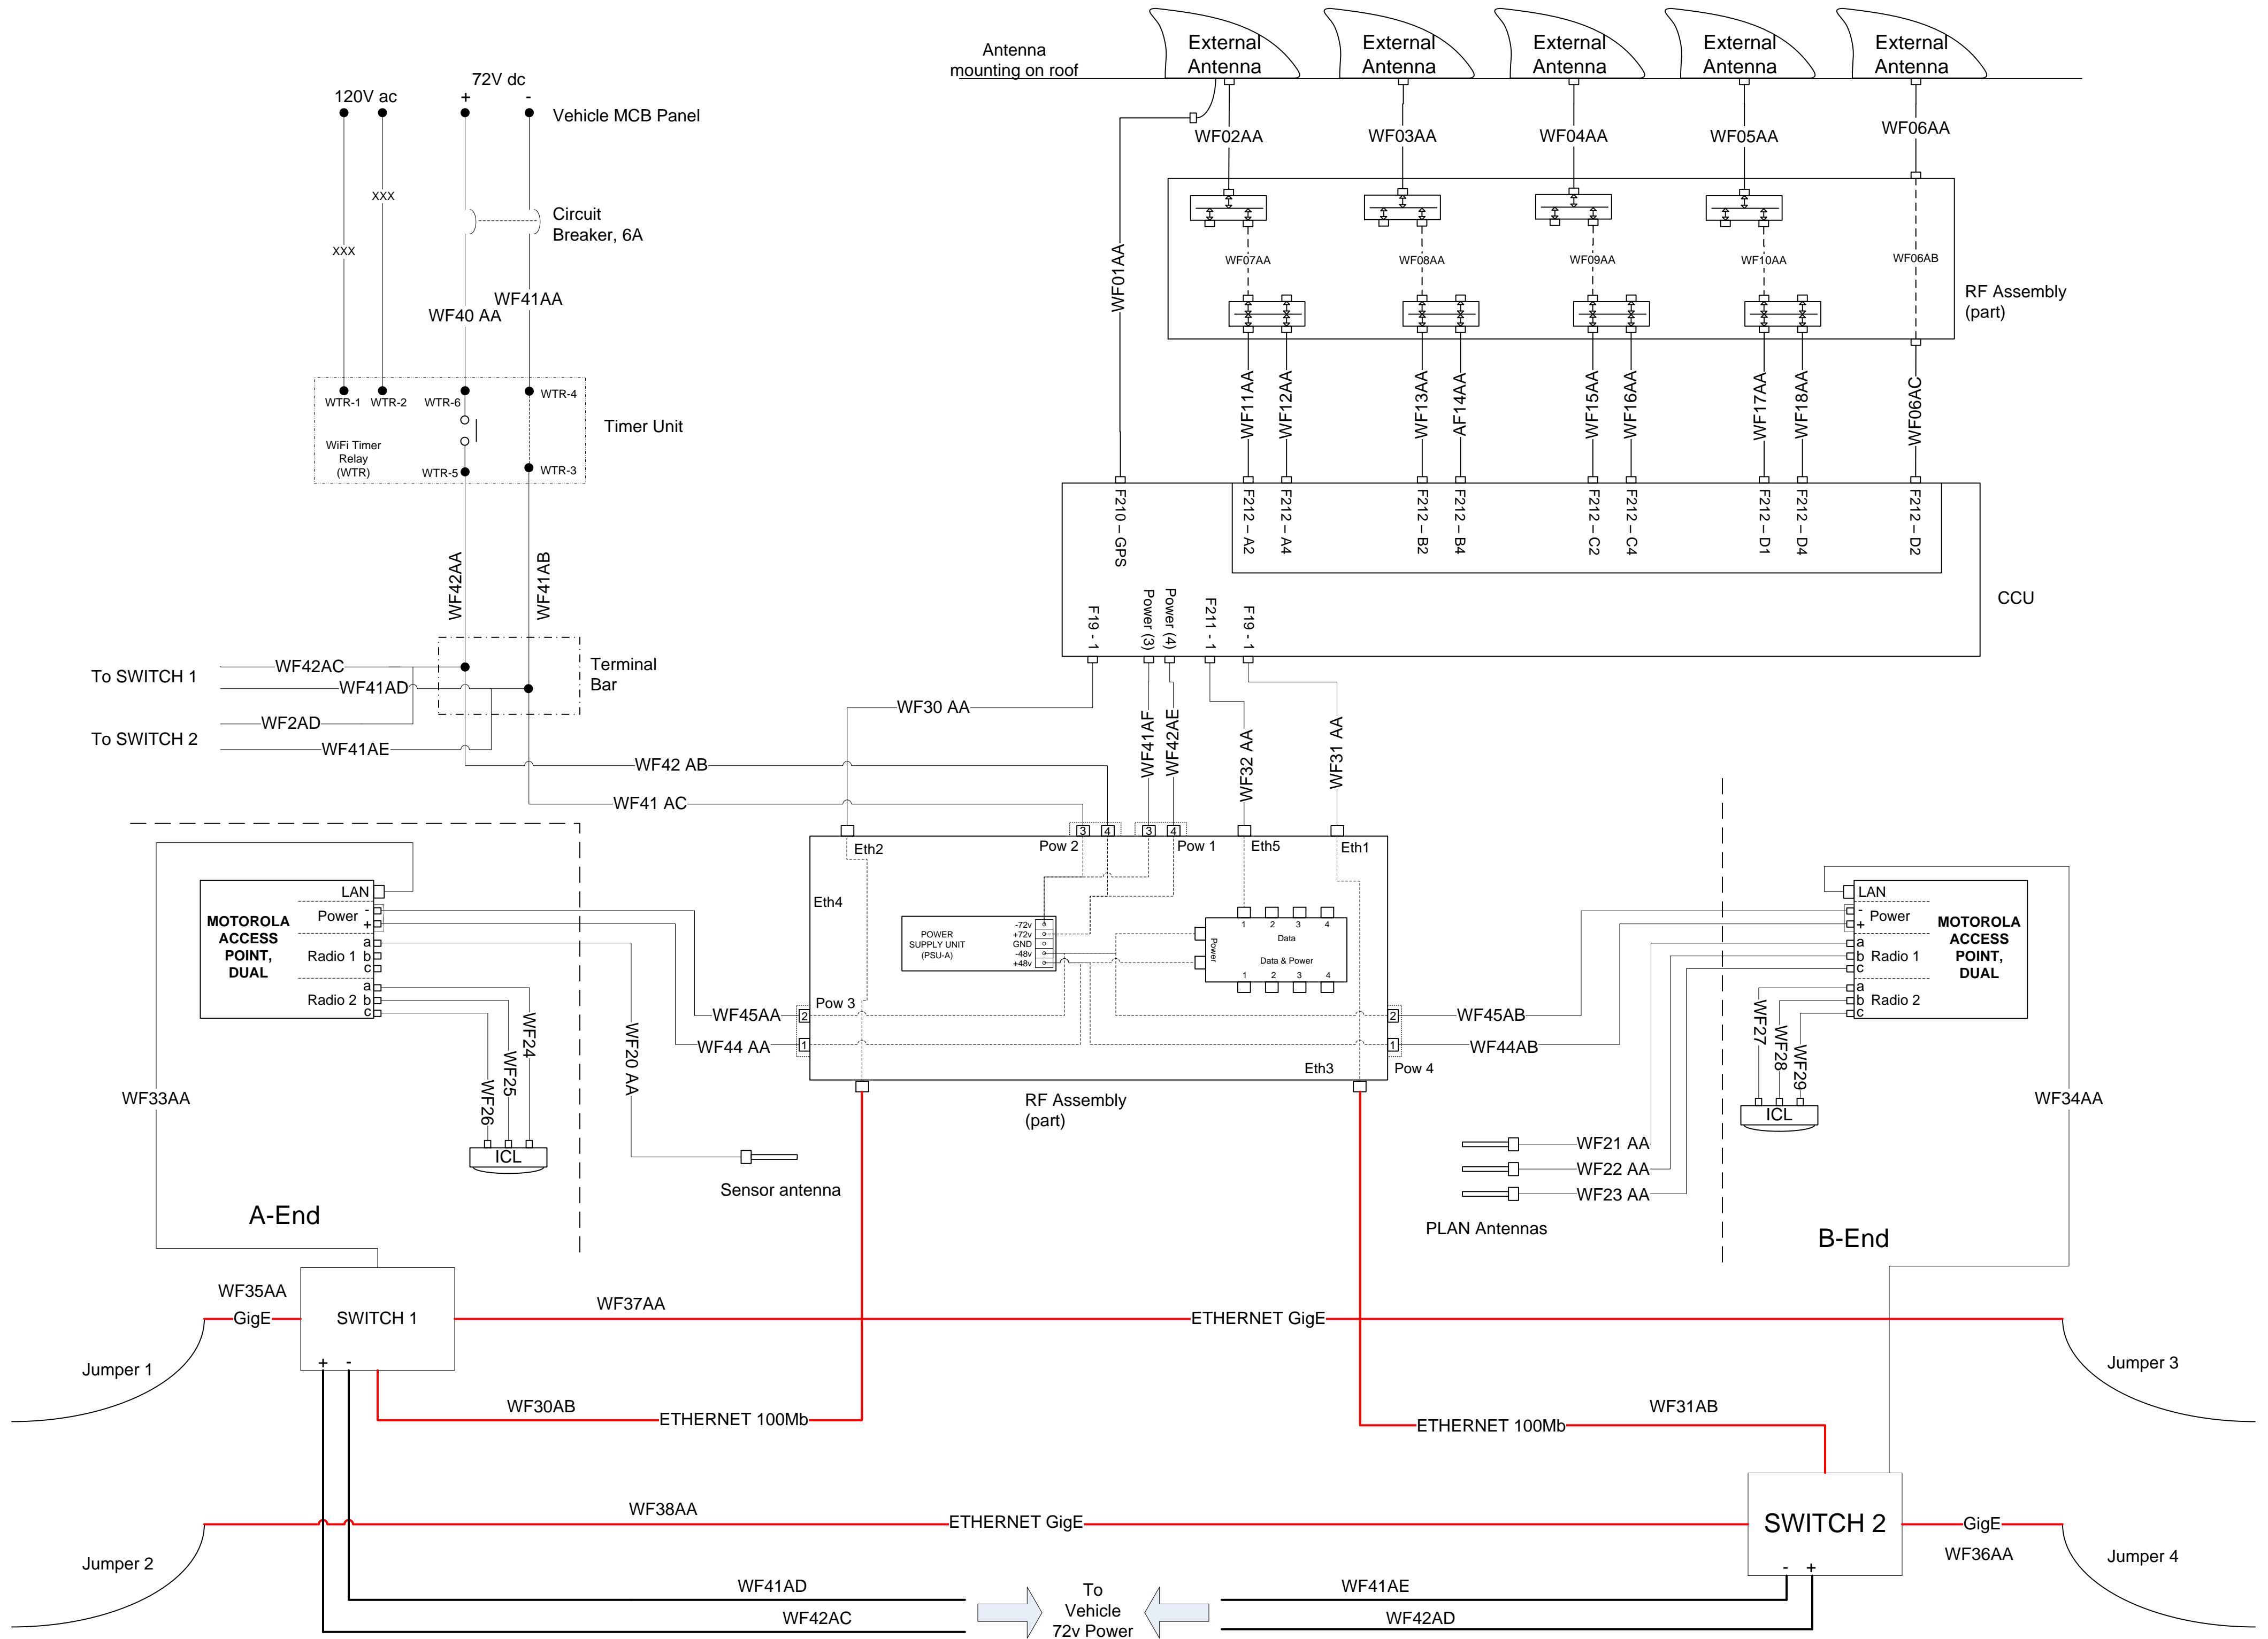 Antenna
mounting on roof
External
Antenna
External
Antenna
External
Antenna
External
Antenna
External
Antenna
72V dc
120V ac
+
-
Vehicle MCB Panel
XXX
XXX
Circuit
Breaker, 6A
WF40 AA
WF41AA
WTR-1
WTR-2
WTR-6
WTR-4
WiFi Timer
Relay
(WTR)
WTR-5
WTR-3
Timer Unit
WF42AA
WF41AB
Terminal
Bar
To SWITCH 1
WF42AC
WF41AD
To SWITCH 2
WF2AD
WF41AE
WF42 AB
WF41 AC
WF01AA
WF02AA
WF03AA
WF04AA
WF05AA
WF06AA
WF07AA
WF08AA
WF09AA
WF10AA
WF06AB
RF Assembly
(part)
WF11AA
WF12AA
WF13AA
AF14AA
WF15AA
WF16AA
WF17AA
WF18AA
WF06AC
F210 – GPS
F212 – A2
F212 – A4
F212 – B2
F212 – B4
F212 – C2
F212 – C4
F212 – D1
F212 – D4
F212 – D2
CCU
F19 - 1
Power (3)
Power (4)
F211 - 1
F19 - 1
WF30 AA
WF41AF
WF42AE
WF32 AA
WF31 AA
3
4
3
4
Eth2
Pow 2
Pow 1
Eth5
Eth1
Eth4
POWER
SUPPLY UNIT
(PSU-A)
-72v
+72v
GND
-48v
+48v
Power
1 2 3 4
Data
Data & Power
1 2 3 4
Pow 3
2
1
2
1
Eth3
Pow 4
RF Assembly
(part)
MOTOROLA
ACCESS
POINT,
DUAL
LAN
Power
-
+
Radio 1
a
b
c
Radio 2
a
b
c
WF45AA
WF44 AA
WF20 AA
WF24
WF25
WF26
ICL
WF33AA
Sensor antenna
A-End
LAN
-
+
Power
a
b
c
Radio 1
a
b
c
Radio 2
MOTOROLA
ACCESS
POINT,
DUAL
WF45AB
WF44AB
WF27
WF28
WF29
ICL
WF34AA
WF21 AA
WF22 AA
WF23 AA
PLAN Antennas
B-End
WF35AA
GigE
SWITCH 1
+
-
WF37AA
ETHERNET GigE
Jumper 1
Jumper 3
WF30AB
ETHERNET 100Mb
ETHERNET 100Mb
WF31AB
WF38AA
ETHERNET GigE
SWITCH 2
-
+
GigE
WF36AA
Jumper 2
Jumper 4
WF41AD
WF42AC
To
Vehicle
72v Power
WF41AE
WF42AD